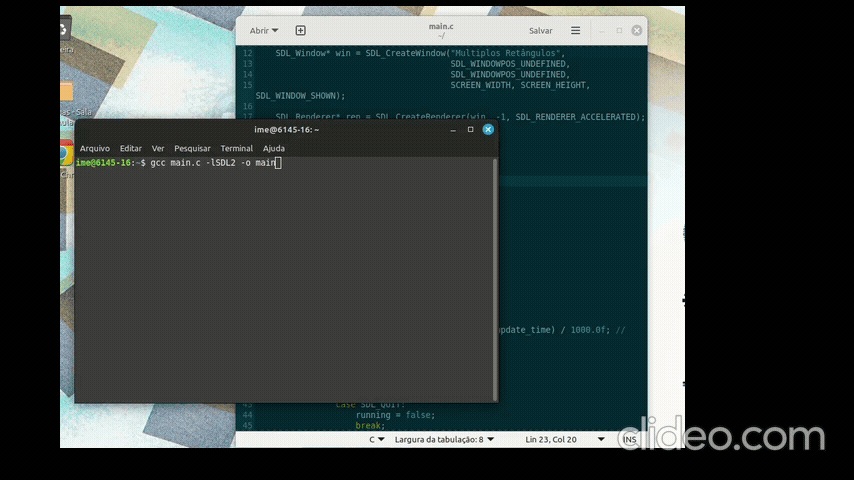 Abrir
main.c
~/
Salvar
12 SDL_Window* win = SDL_CreateWindow("Multiplos Retângulos",
13 SDL_WINDOWPOS_UNDEFINED,
14 SDL_WINDOWPOS_UNDEFINED,
15 SCREEN_WIDTH, SCREEN_HEIGHT,
SDL_WINDOW_SHOWN);
16
SDL_Renderer* ren = SDL_CreateRenderer(win, -1, SDL_RENDERER_ACCELERATED);
ime@6145-16: ~
Arquivo Editar Ver Pesquisar Terminal Ajuda
ime@6145-16:~$ gcc main.c -lSDL2 -o main
pdate_time) / 1000.0f; //
case SDL_QUIT:
44 running = false;
45 break;
C Largura da tabulação: 8 Lin 23, Col 20 INS
clideo.com